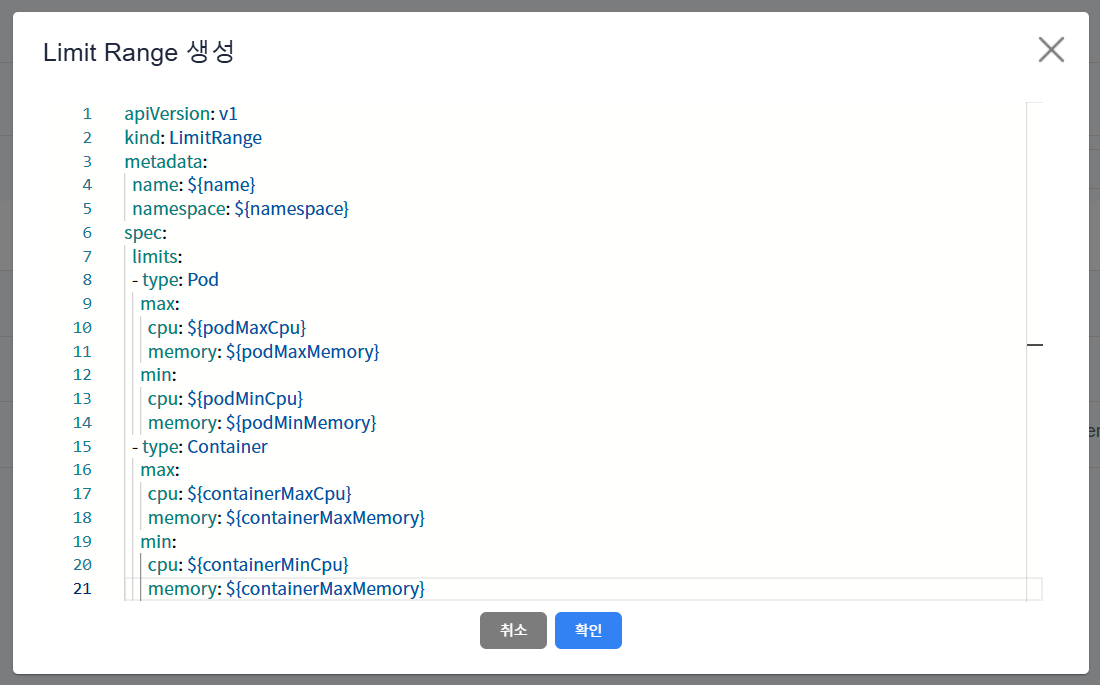 Limit Range 생성
1 apiVersion: v1
2 kind: LimitRange
3 metadata:
4 name: ${name}
5 namespace: ${namespace}
6 spec:
7 limits:
8 - type: Pod
9 max:
10 cpu: ${podMaxCpu}
11 memory: ${podMaxMemory}
12 min:
13 cpu: ${podMinCpu}
14 memory: ${podMinMemory}
15 - type: Container
16 max:
17 cpu: ${containerMaxCpu}
18 memory: ${containerMaxMemory}
19 min:
20 cpu: ${containerMinCpu}
21 memory: ${containerMaxMemory}
취소 확인